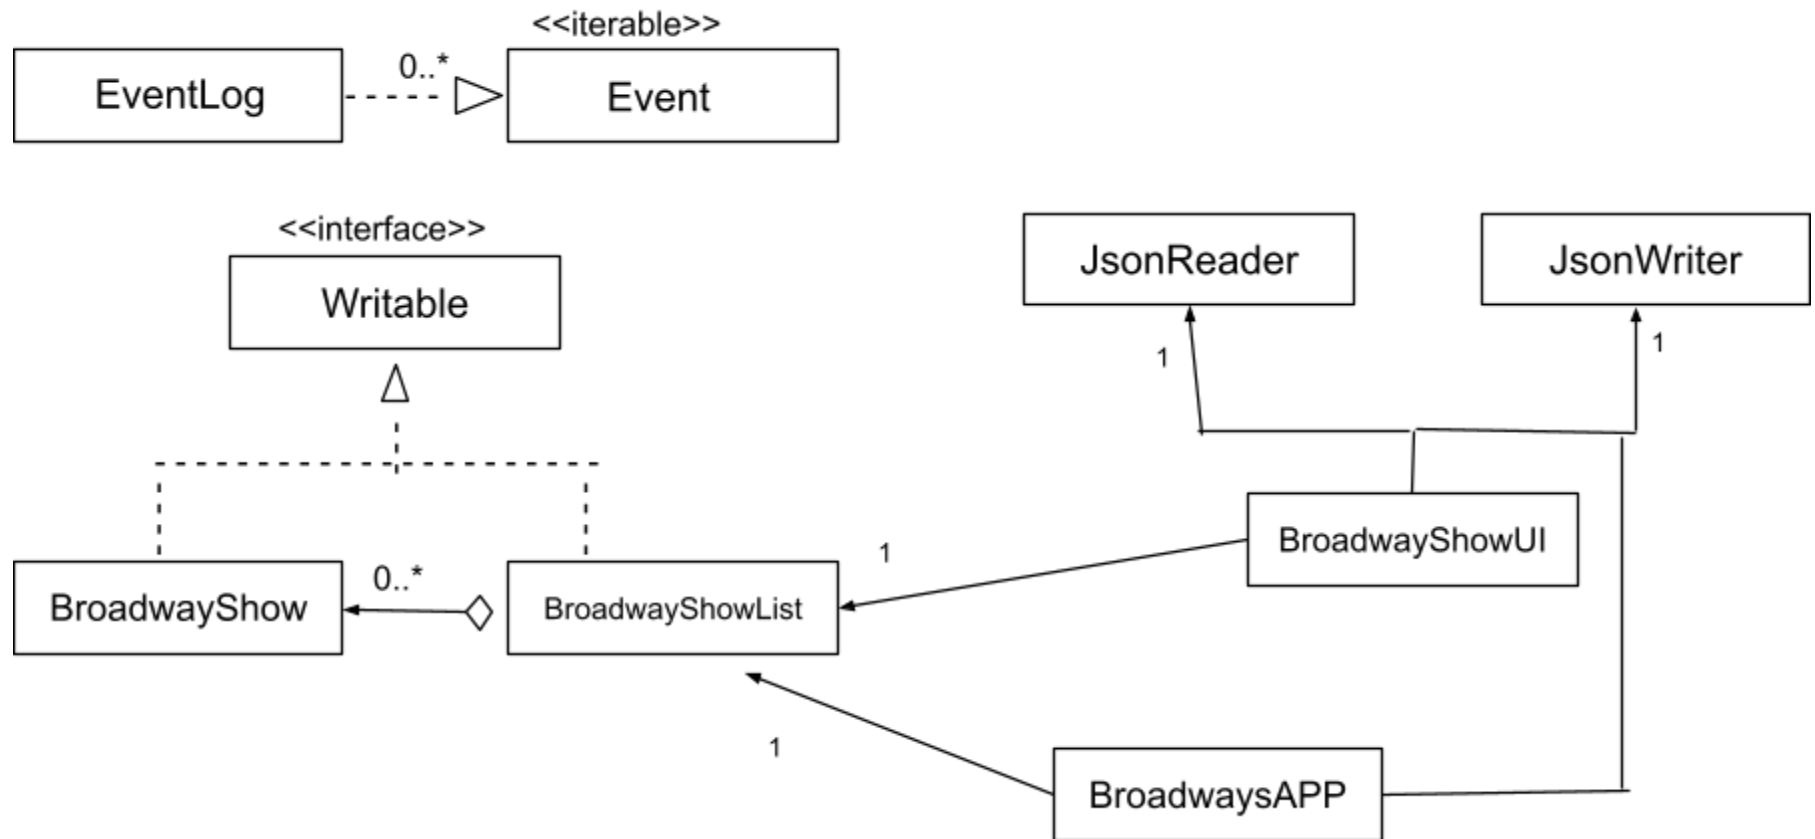 <<iterable>>
EventLog
0..*
Event
<<interface>>
Writable
JsonReader
JsonWriter
1
1
BroadwayShow
0..*
BroadwayShowList
1
BroadwayShowUI
1
BroadwaysAPP